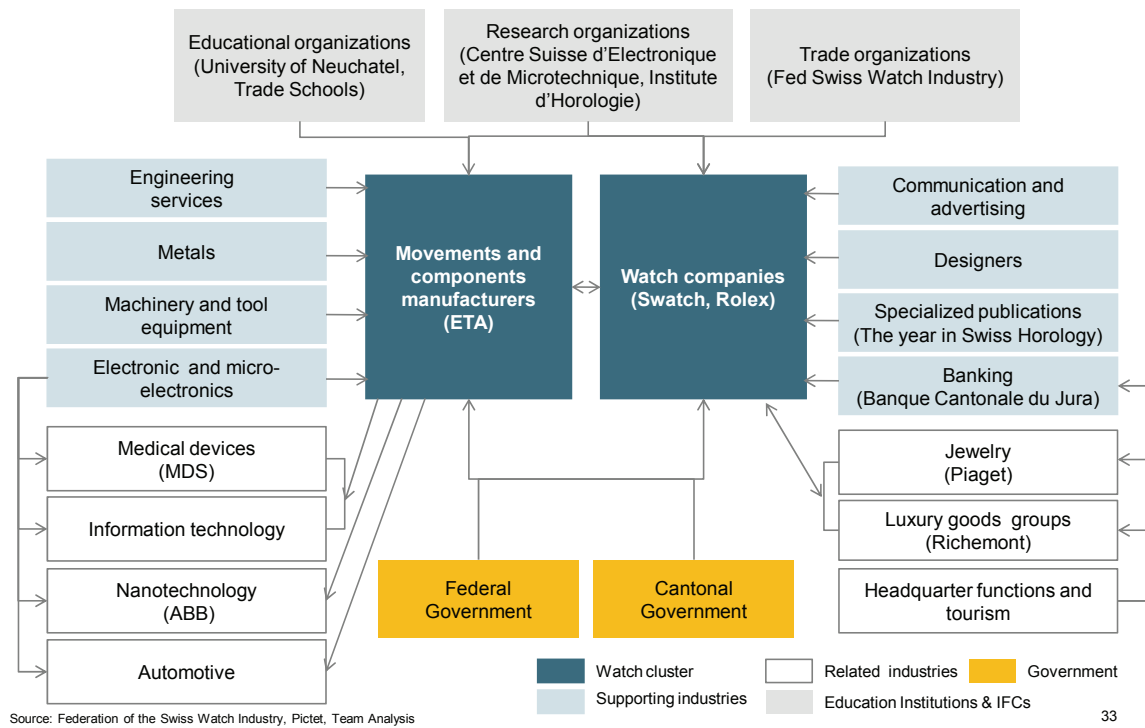 Educational organizations
(University of Neuchatel,
Trade Schools)
Research organizations
(Centre Suisse d'Electronique
et de Microtechnique, Institute
d'Horologie)
Trade organizations
(Fed Swiss Watch Industry)
Engineering
services
Metals
Machinery and tool
equipment
Electronic and micro-
electronics
Movements and
components
manufacturers
(ETA)
Watch companies
(Swatch, Rolex)
Communication and
advertising
Designers
Specialized publications
(The year in Swiss Horology)
Banking
(Banque Cantonale du Jura)
Medical devices
(MDS)
Information technology
Nanotechnology
(ABB)
Automotive
Jewelry
(Piaget)
Luxury goods groups
(Richemont)
Headquarter functions and
tourism
Federal
Government
Cantonal
Government
Watch cluster
Related industries
Government
Supporting industries
Education Institutions & IFCs
Source: Federation of the Swiss Watch Industry, Pictet, Team Analysis
33